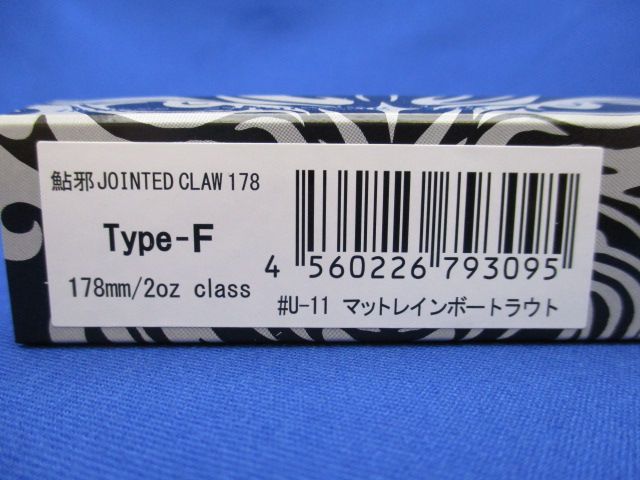 鮎邪 JOINTED CLAW 178
Type-F
178mm/2oz class
4 560226 793095
#U-11 マットレインボートラウト